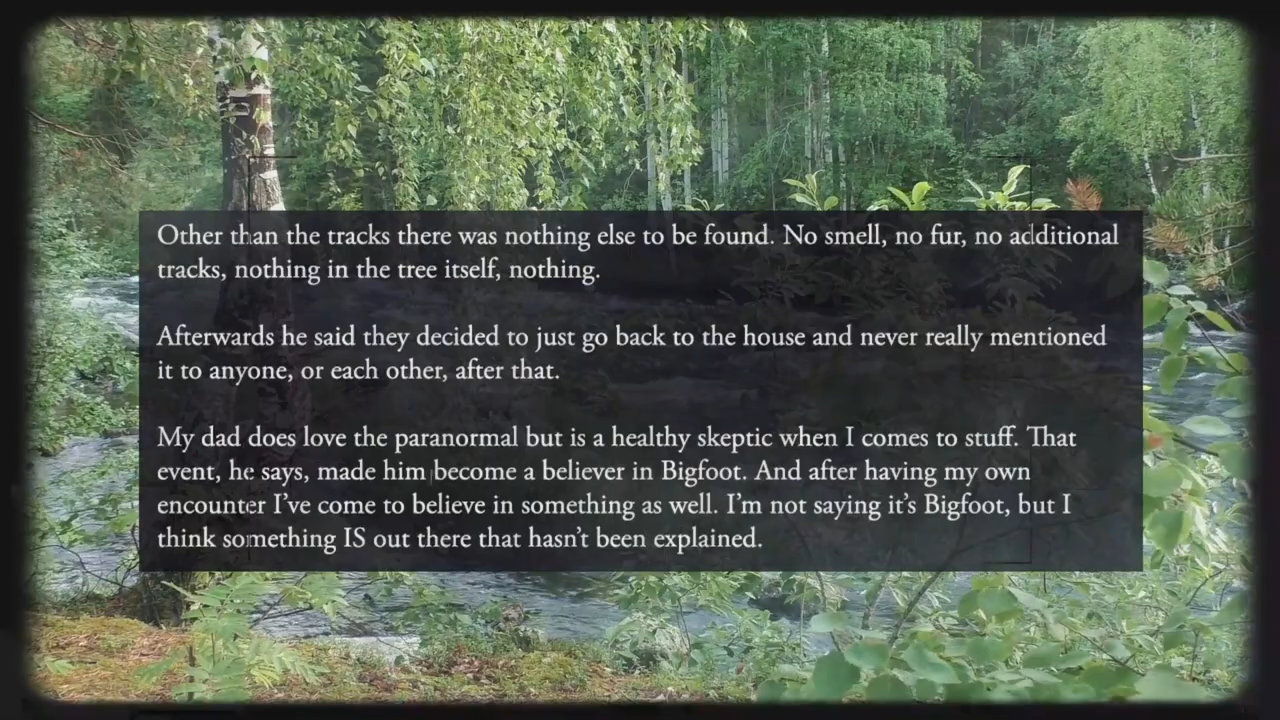 Other than the tracks there was nothing else to be found. No smell, no fur, no additional
tracks, nothing in the tree itself, nothing.
Afterwards he said they decided to just go back to the house and never really mentioned
it to anyone, or each other, after that.
My dad does love the paranormal but is a healthy skeptic when I comes to stuff. That
event, he says, made him become a believer in Bigfoot. And after having my own
encounter I’ve come to believe in something as well. I’m not saying it’s Bigfoot, but I
think something IS out there that hasn’t been explained.